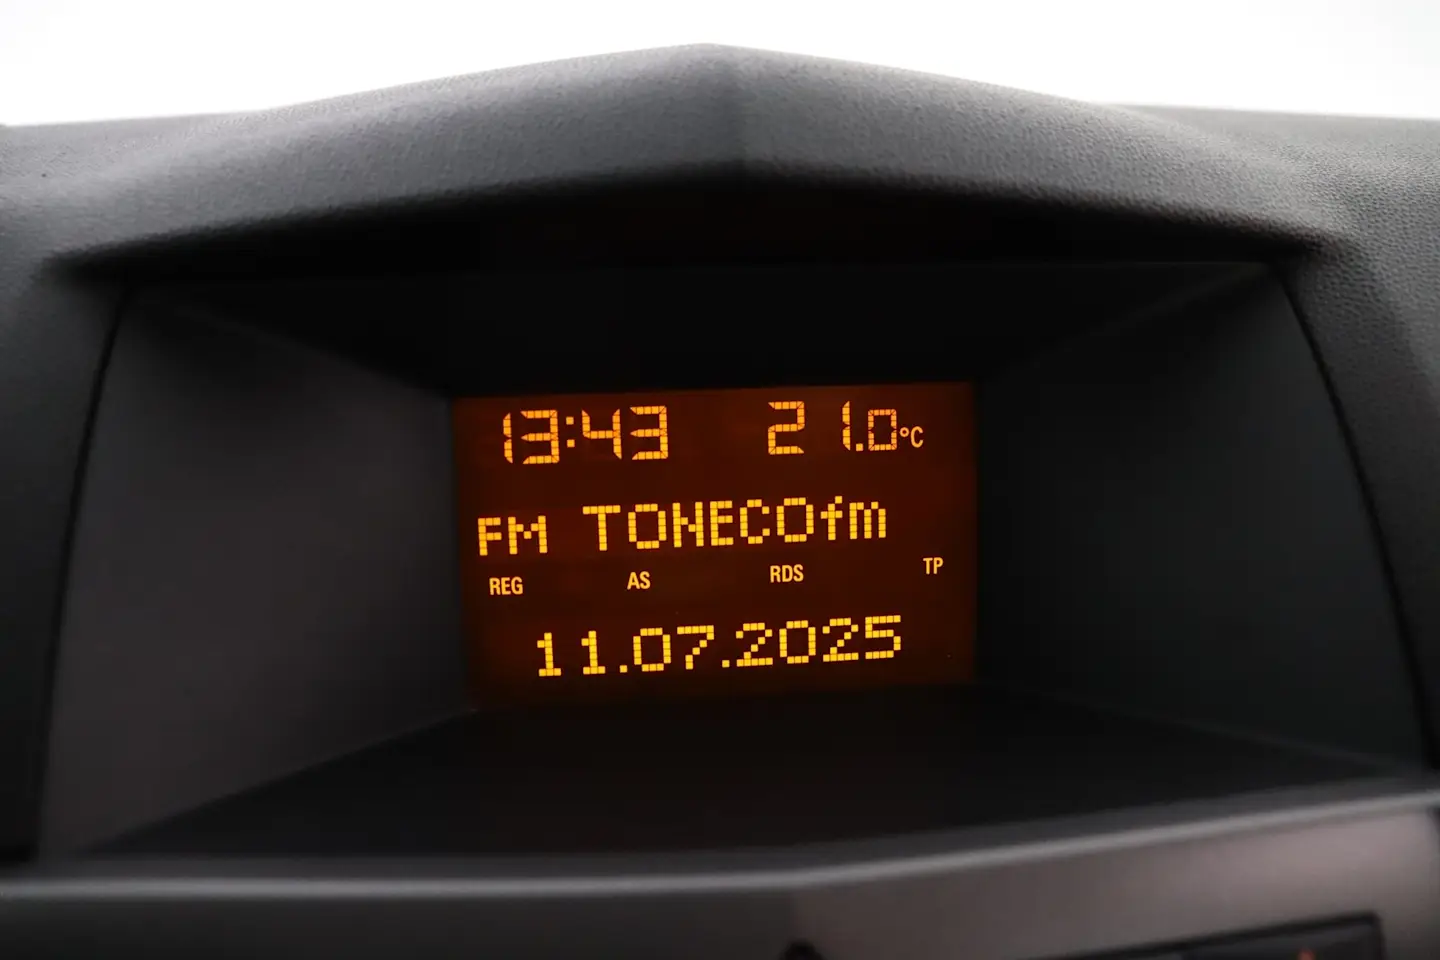 13:43 21.0°C
FM TONECOfm
REG AS RDS TP
11.07.2025